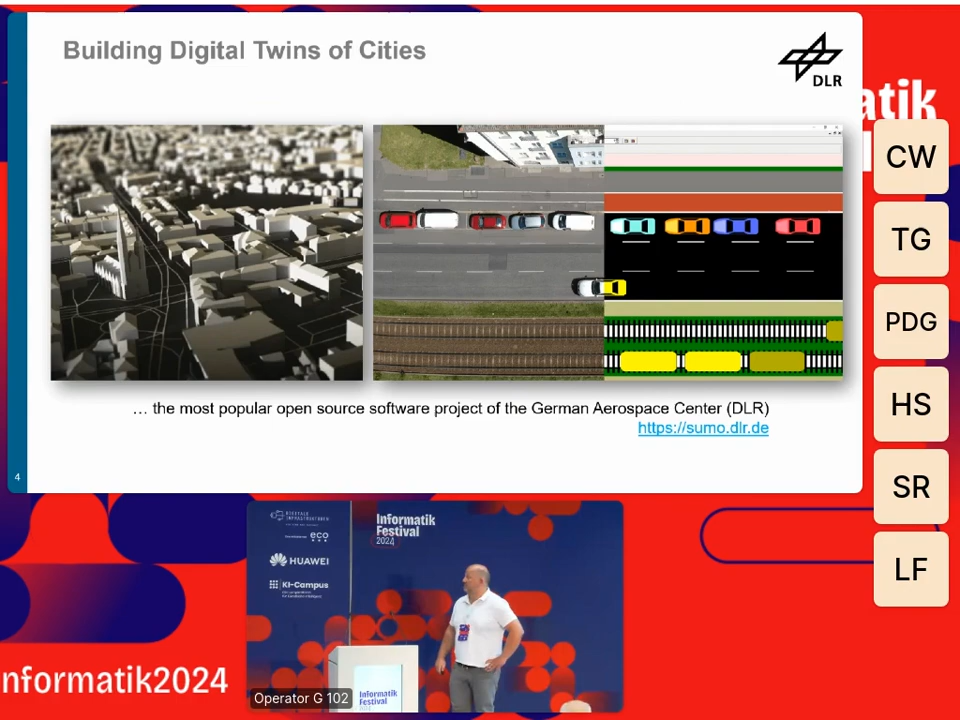 Building Digital Twins of Cities
DLR
… the most popular open source software project of the German Aerospace Center (DLR)
https://sumo.dlr.de
4
atik
CW
TG
PDG
HS
SR
LF
eco
HUAWEI
KI-Campus
Informatik
Festival
2024
Informatik
Festival
Operator G 102
nformatik2024